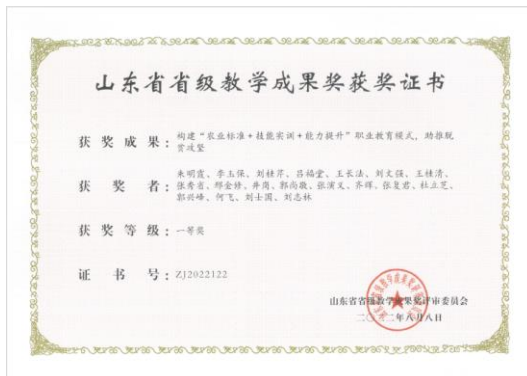 山东省省级教学成果奖获奖证书
获奖成果：构建“农业标准+技能实训+能力提升”职业教育模式，助推脱
贫攻坚
获奖者：朱明霞、李玉保、刘桂芹、吕福堂、王长法、刘文强、王桂清、
张秀省、邢金修、井闯、郭尚敬、张演义、齐辉、张复君、杜立芝、
郭兴峰、何飞、刘士国、刘志林
获奖等级：一等奖
证书号：ZJ2022122
山东省省级教学成果奖评审委员会
二〇二二年八月八日